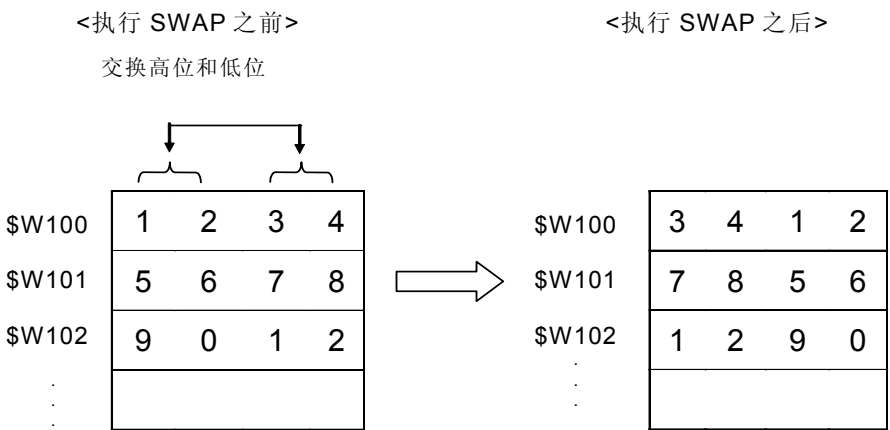 <执行 SWAP 之前> <执行 SWAP 之后>
交换高位和低位
$W100 1 2 3 4 $W100 3 4 1 2
$W101 5 6 7 8 $W101 7 8 5 6
$W102 9 0 1 2 $W102 1 2 9 0